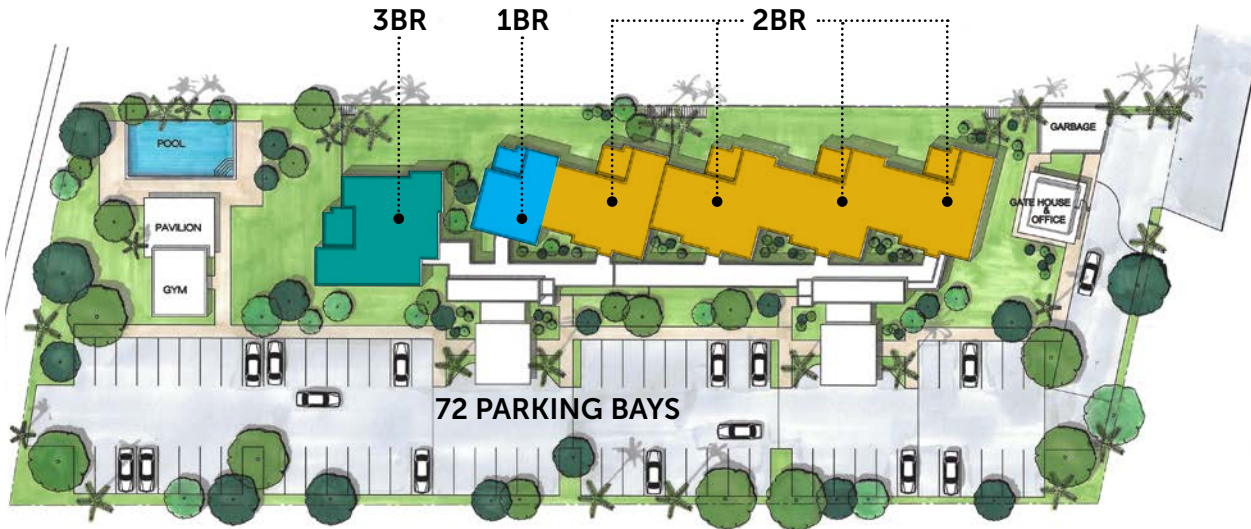 3BR
1BR
2BR
POOL
GARBAGE
PAVILION
GATE HOUSE
&
OFFICE
GYM
72 PARKING BAYS